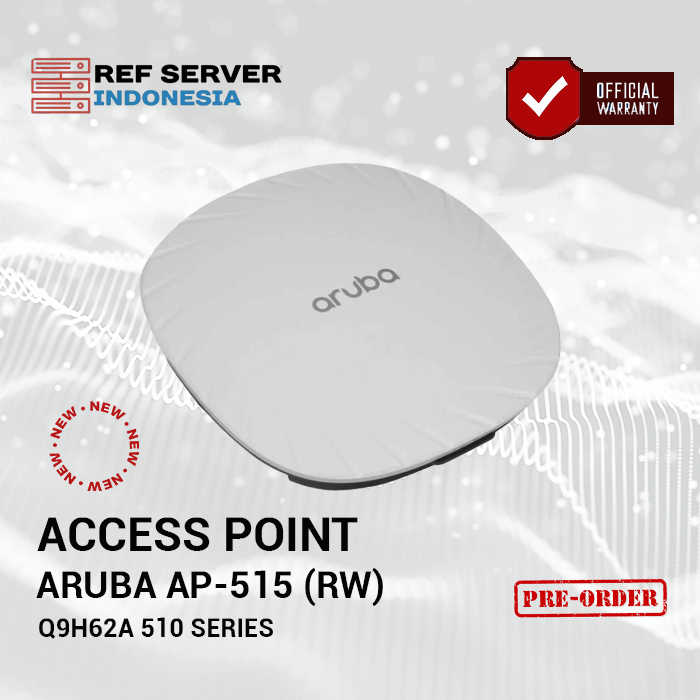 REF SERVER
INDONESIA
OFFICIAL
WARRANTY
aruba
NEW • NEW • NEW • NEW • NEW •
ACCESS POINT
ARUBA AP-515 (RW)
Q9H62A 510 SERIES
PRE-ORDER